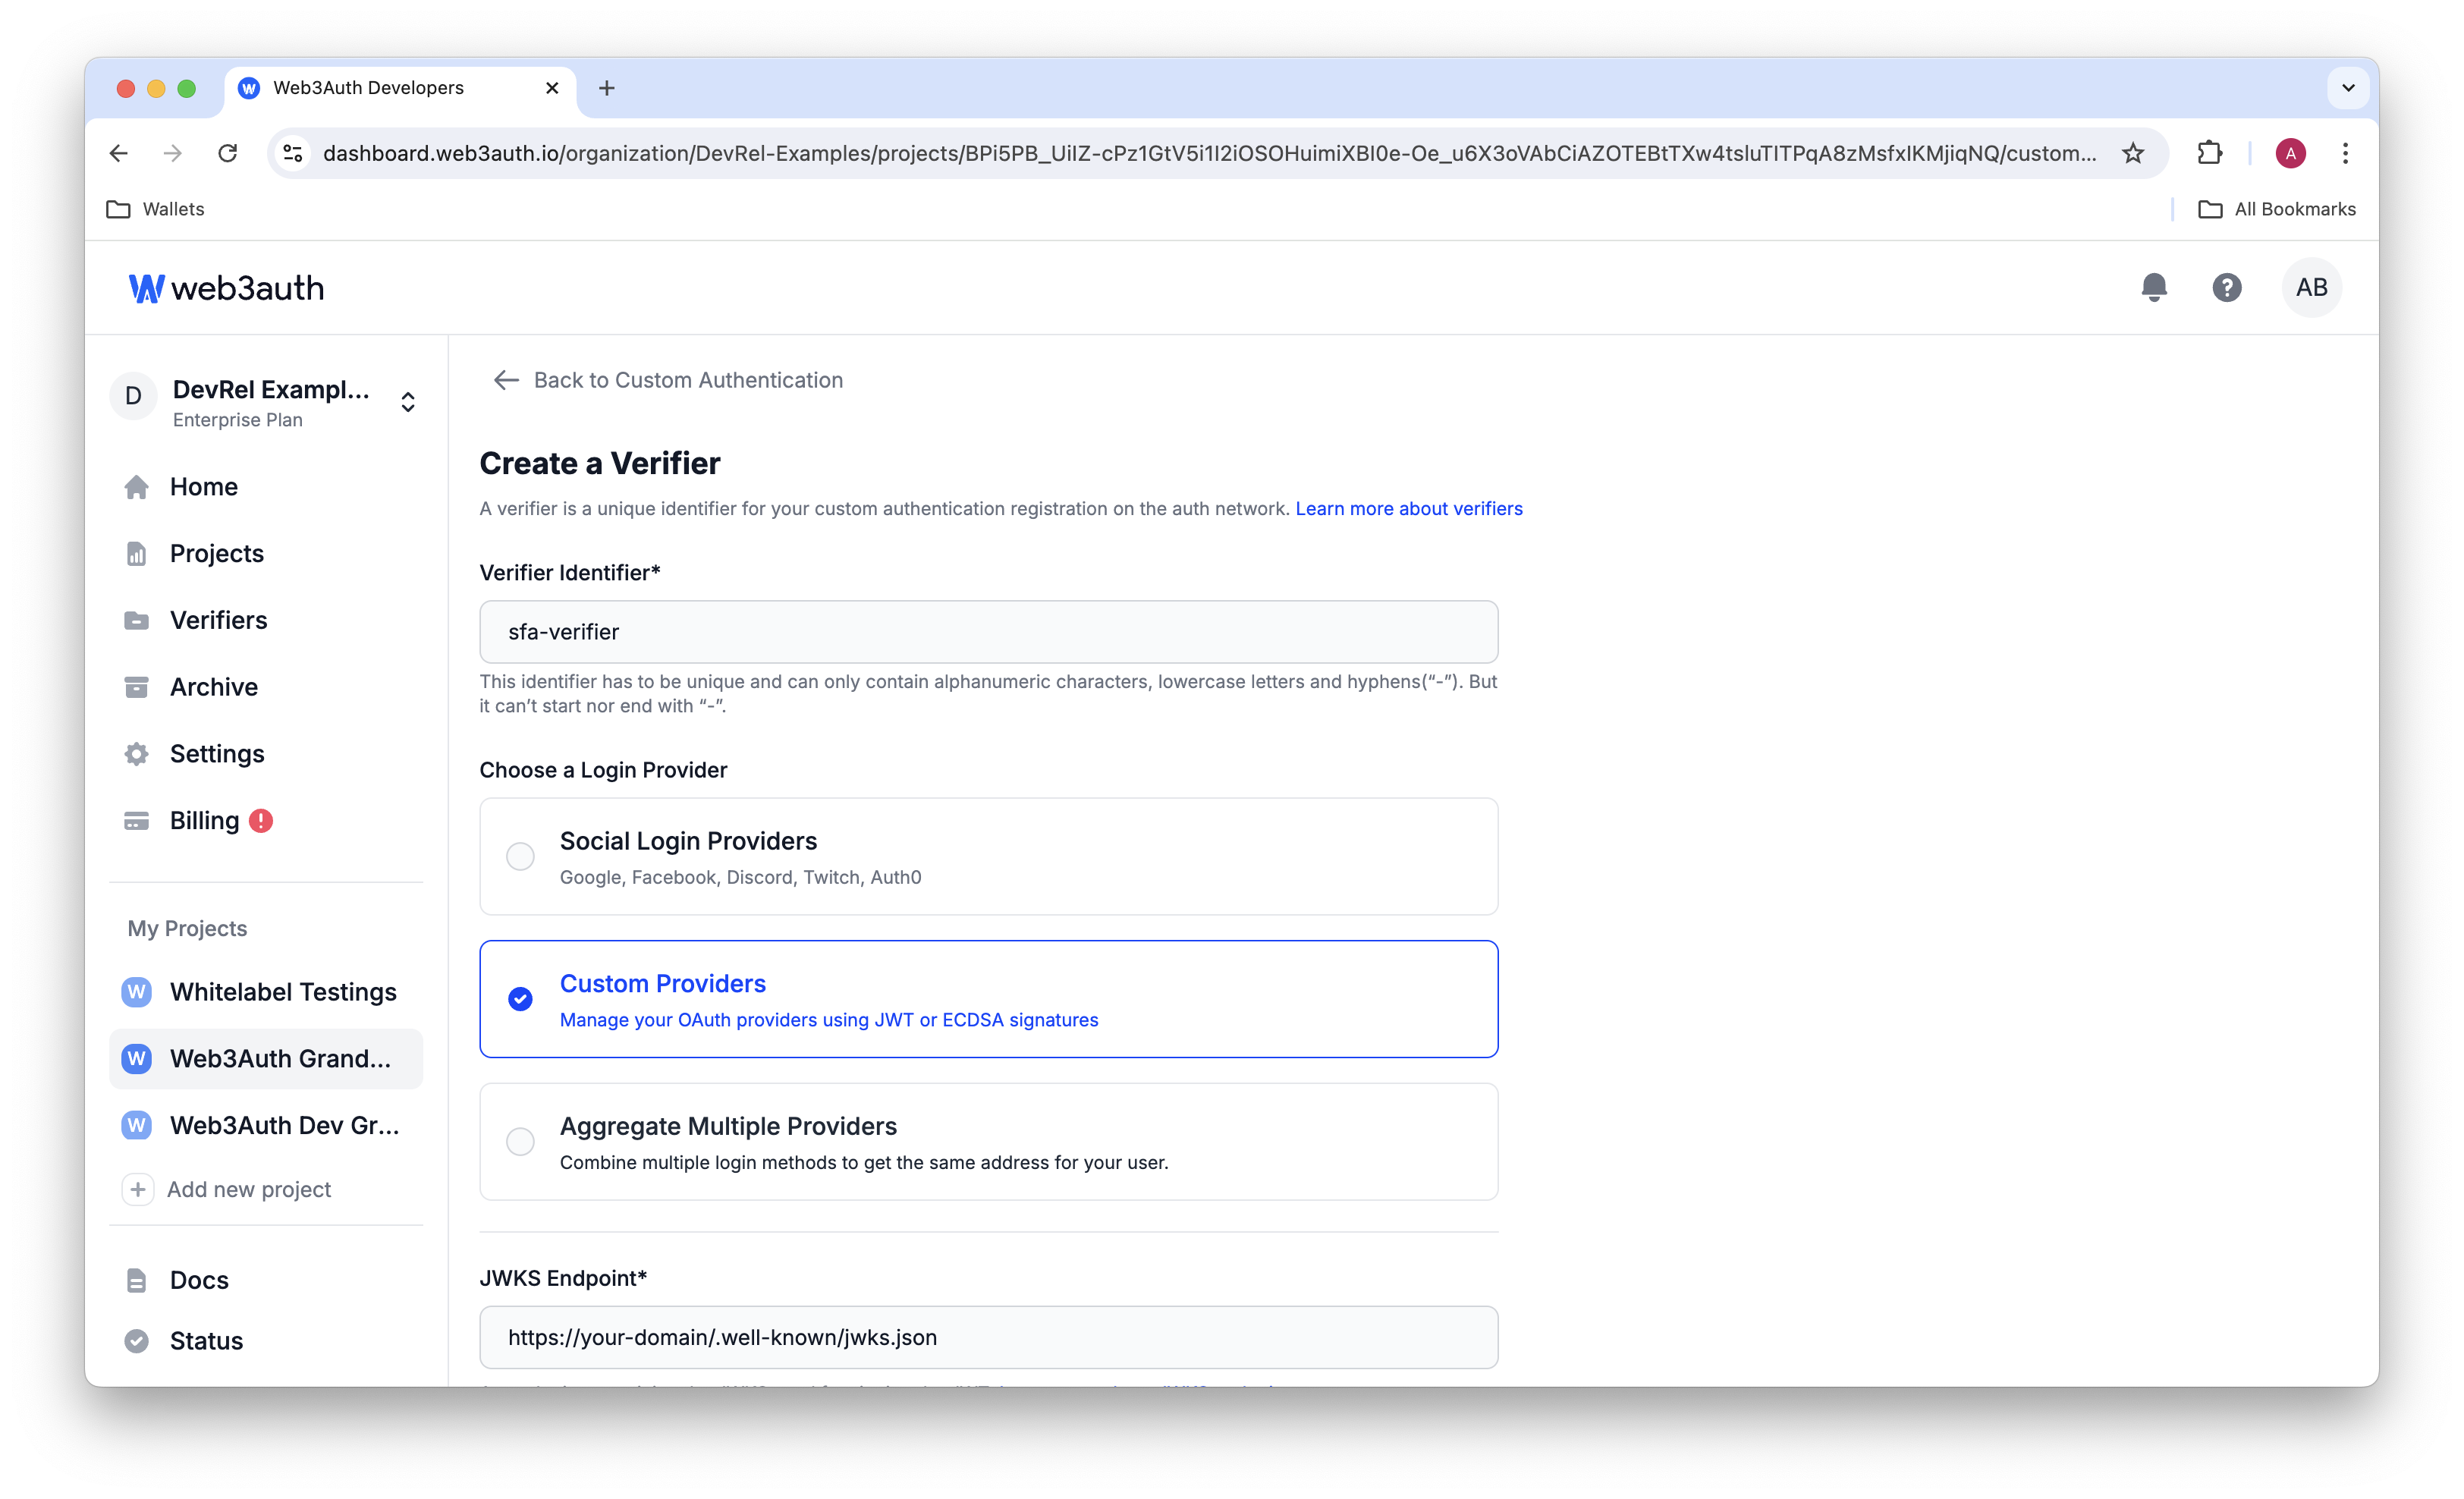 Web3Auth Developers
dashboard.web3auth.io/organization/DevRel-Examples/projects/BPi5PB_UiIZ-cPz1GtV5i1I2iOSOHuimiXBI0e-Oe_u6X3oVAbCiAZOTEBtTXw4tsluTITPqA8zMsfxlKMjiqNQ/custom...
A
Wallets
All Bookmarks
web3auth
AB
D
DevRel Exampl...
Enterprise Plan
Home
Projects
Verifiers
Archive
Settings
Billing
My Projects
W Whitelabel Testings
W Web3Auth Grand...
W Web3Auth Dev Gr...
Add new project
Docs
Status
Back to Custom Authentication
Create a Verifier
A verifier is a unique identifier for your custom authentication registration on the auth network. Learn more about verifiers
Verifier Identifier*
sfa-verifier
This identifier has to be unique and can only contain alphanumeric characters, lowercase letters and hyphens(“-”). But
it can’t start nor end with “-”.
Choose a Login Provider
Social Login Providers
Google, Facebook, Discord, Twitch, Auth0
Custom Providers
Manage your OAuth providers using JWT or ECDSA signatures
Aggregate Multiple Providers
Combine multiple login methods to get the same address for your user.
JWKS Endpoint*
https://your-domain/.well-known/jwks.json